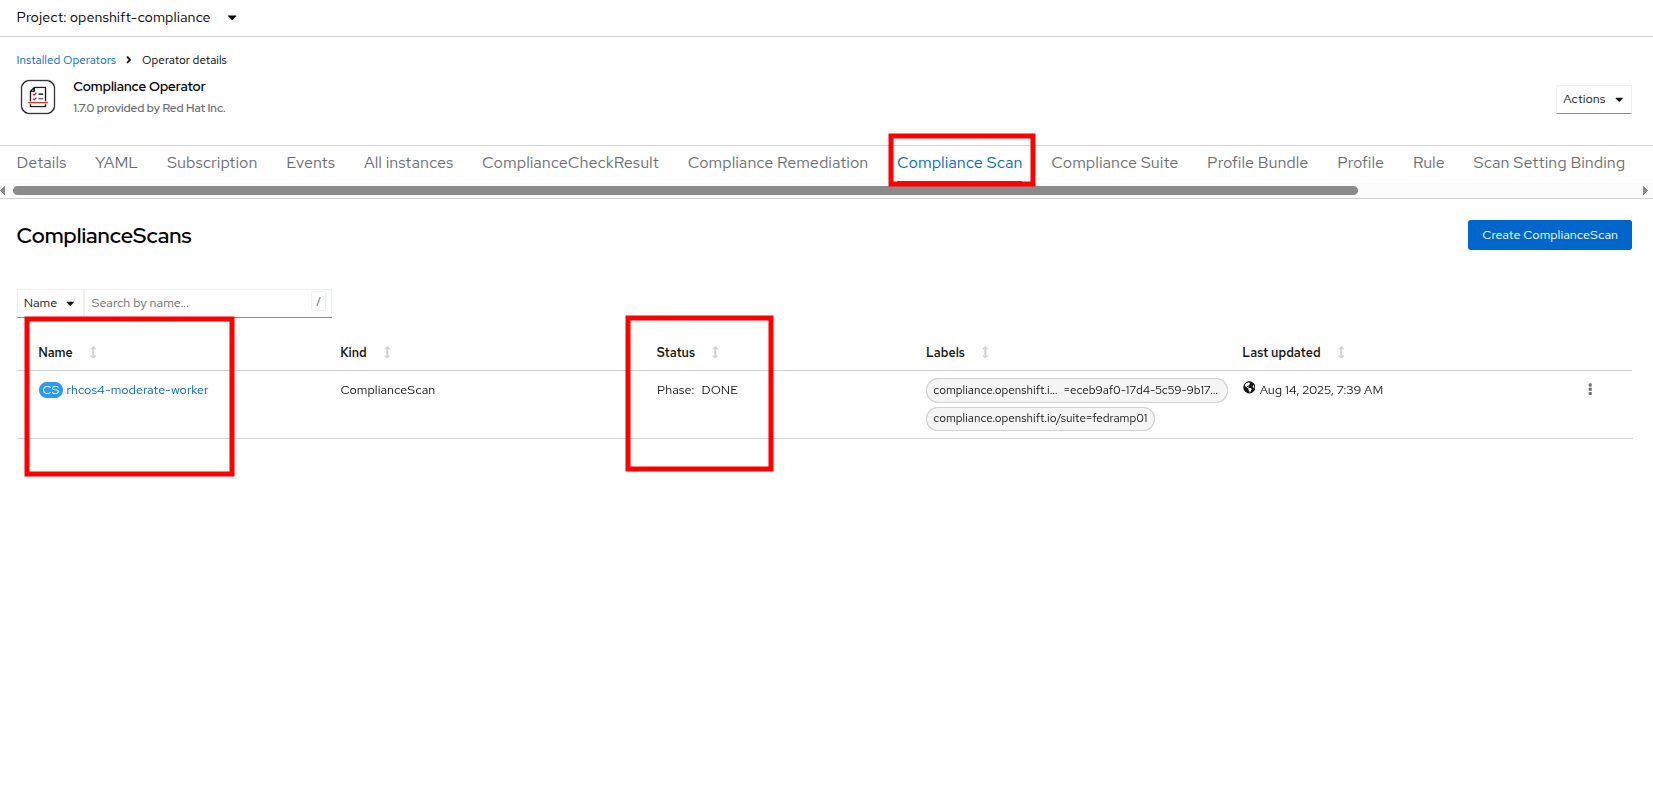 Project: openshift-compliance
Installed Operators Operator details
Compliance Operator
1.7.0 provided by Red Hat Inc.
Actions
Details YAML Subscription Events All instances ComplianceCheckResult Compliance Remediation Compliance Scan Compliance Suite Profile Bundle Profile Rule Scan Setting Binding
ComplianceScans
Create ComplianceScan
Name Search by name... /
Name Kind Status Labels Last updated
CS rhcos4-moderate-worker ComplianceScan Phase: DONE compliance.openshift.i... =eceb9af0-17d4-5c59-9b17... Aug 14, 2025, 7:39 AM
compliance.openshift.io/suite=fedramp01